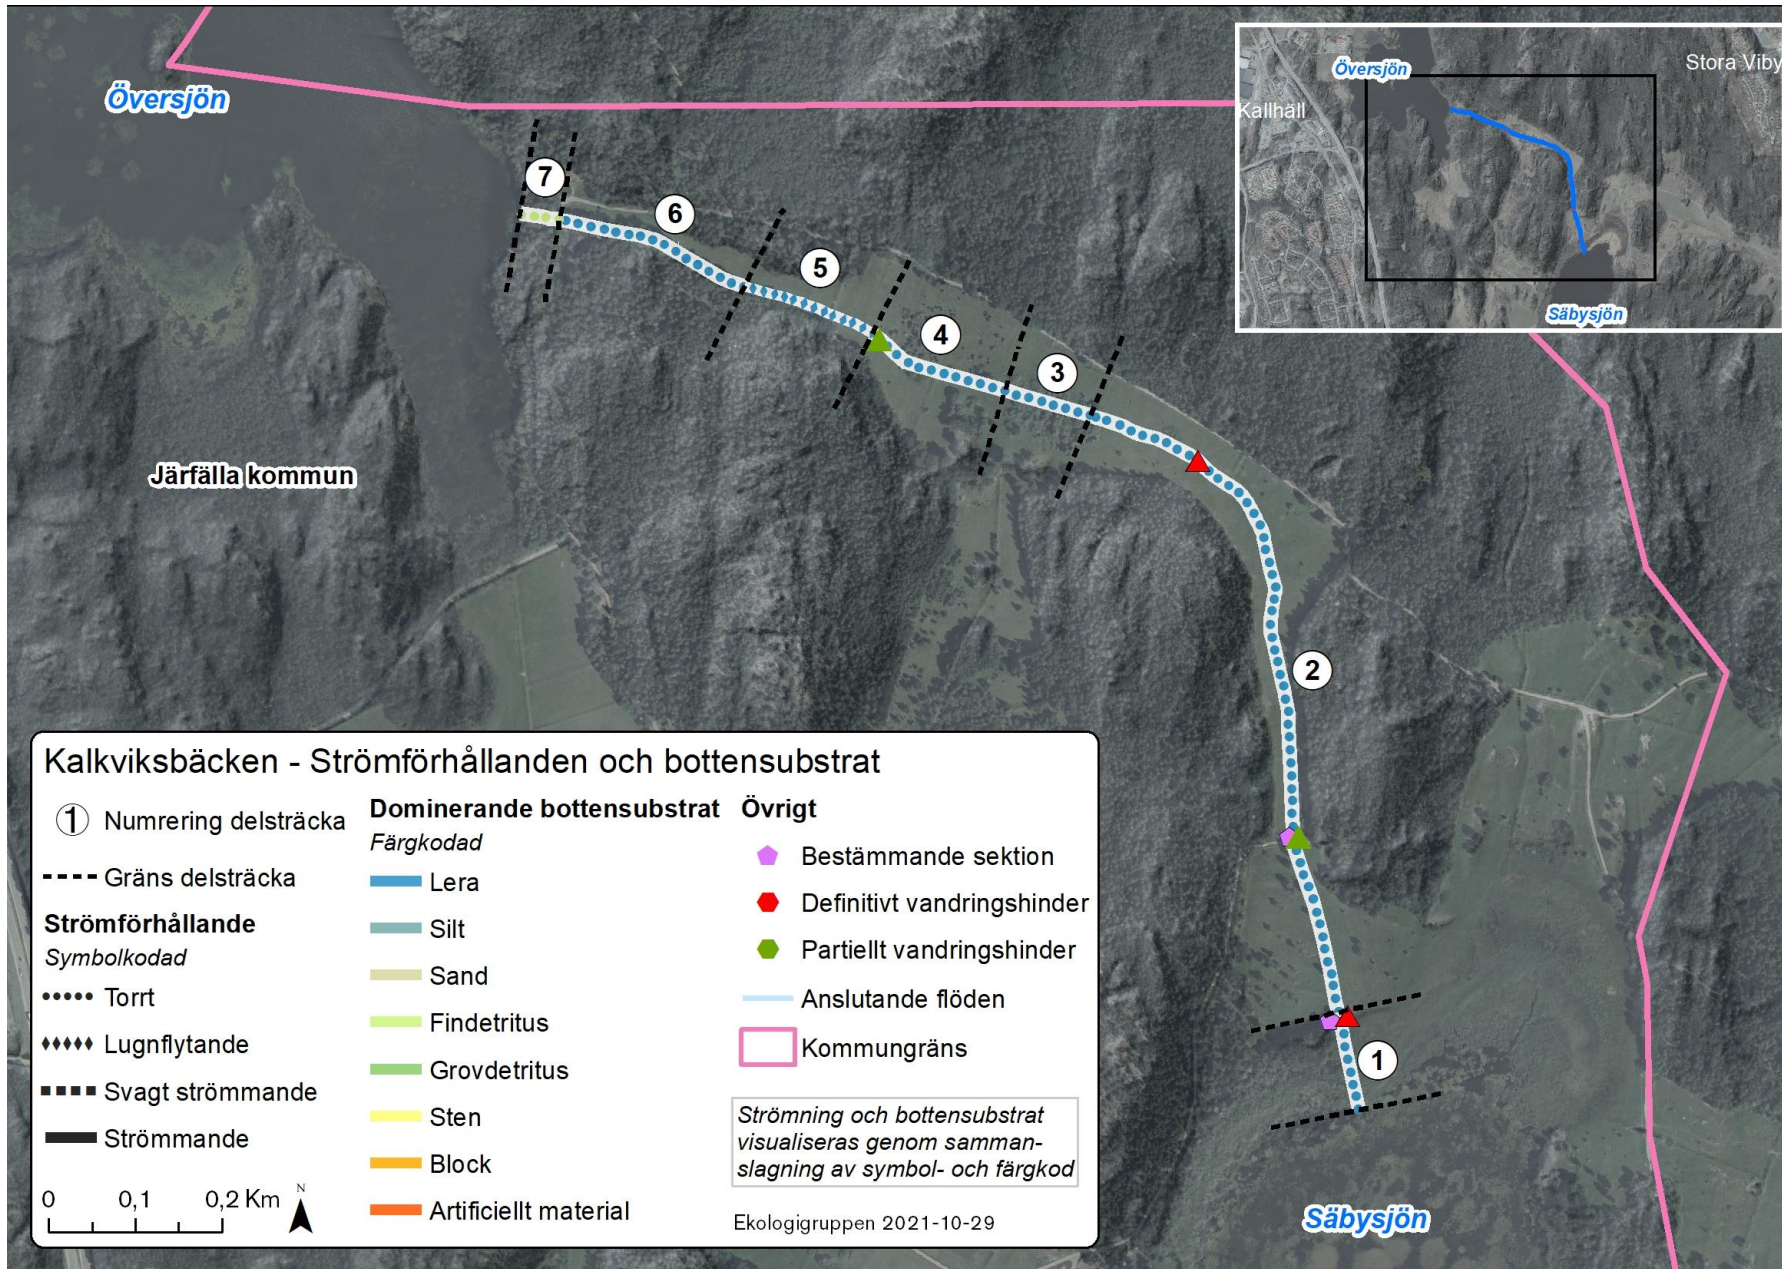 Översjön
Översjön
Stora Viby
Kallhäll
Säbysjön
7
6
5
4
3
Järfälla kommun
2
1
Säbysjön
Kalkviksbäcken - Strömförhållanden och bottensubstrat
1 Numrering delsträcka
Gräns delsträcka
Strömförhållande
Symbolkodad
Torrt
Lugnflytande
Svagt strömmande
Strömmande
0 0,1 0,2 Km
N
Dominerande bottensubstrat
Färgkodad
Lera
Silt
Sand
Findetritus
Grovdetritus
Sten
Block
Artificiellt material
Övrigt
Bestämmande sektion
Definitivt vandringshinder
Partiellt vandringshinder
Anslutande flöden
Kommungräns
Strömning och bottensubstrat
visualiseras genom samman-
slagning av symbol- och färgkod
Ekologigruppen 2021-10-29